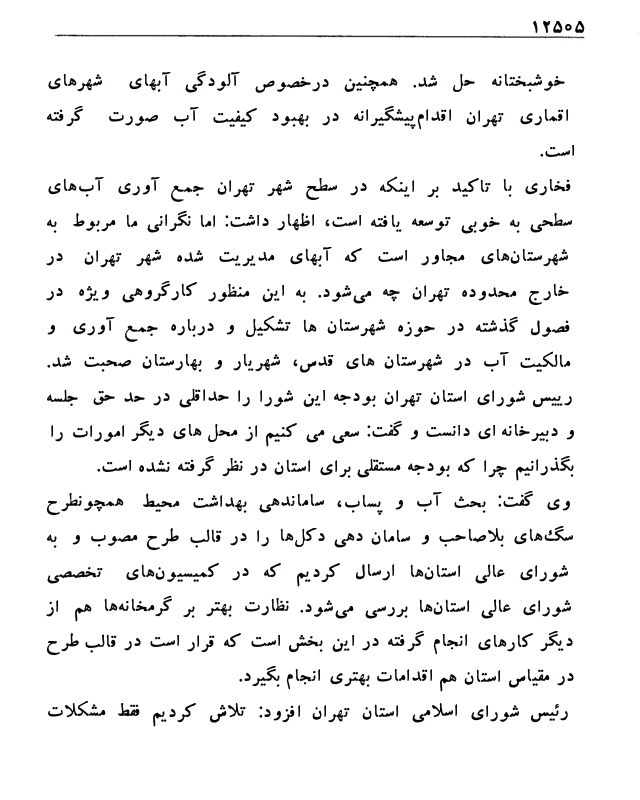 ۱۲۵۰۵
خوشبختانه حل شد. همچنین درخصوص آلودگی آبهای شهرهای
اقماری تهران اقدام‌پیشگیرانه در بهبود کیفیت آب صورت گرفته
است.
فخاری با تاکید بر اینکه در سطح شهر تهران جمع آوری آب‌های
سطحی به خوبی توسعه یافته است، اظهار داشت: اما نگرانی ما مربوط به
شهرستان‌های مجاور است که آبهای مدیریت شده شهر تهران در
خارج محدوده تهران چه می‌شود. به این منظور کارگروهی ویژه در
فصول گذشته در حوزه شهرستان ها تشکیل و درباره جمع آوری و
مالکیت آب در شهرستان های قدس، شهریار و بهارستان صحبت شد.
رییس شورای استان تهران بودجه این شورا را حداقلی در حد حق جلسه
و دبیرخانه ای دانست و گفت: سعی می کنیم از محل های دیگر امورات را
بگذرانیم چرا که بودجه مستقلی برای استان در نظر گرفته نشده است.
وی گفت: بحث آب و پساب، ساماندهی بهداشت محیط همچونطرح
سگ‌های بلاصاحب و سامان دهی دکل‌ها را در قالب طرح مصوب و به
شورای عالی استان‌ها ارسال کردیم که در کمیسیون‌های تخصصی
شورای عالی استان‌ها بررسی می‌شود. نظارت بهتر بر گرمخانه‌ها هم از
دیگر کارهای انجام گرفته در این بخش است که قرار است در قالب طرح
در مقیاس استان هم اقدامات بهتری انجام بگیرد.
رئیس شورای اسلامی استان تهران افزود: تلاش کردیم فقط مشکلات